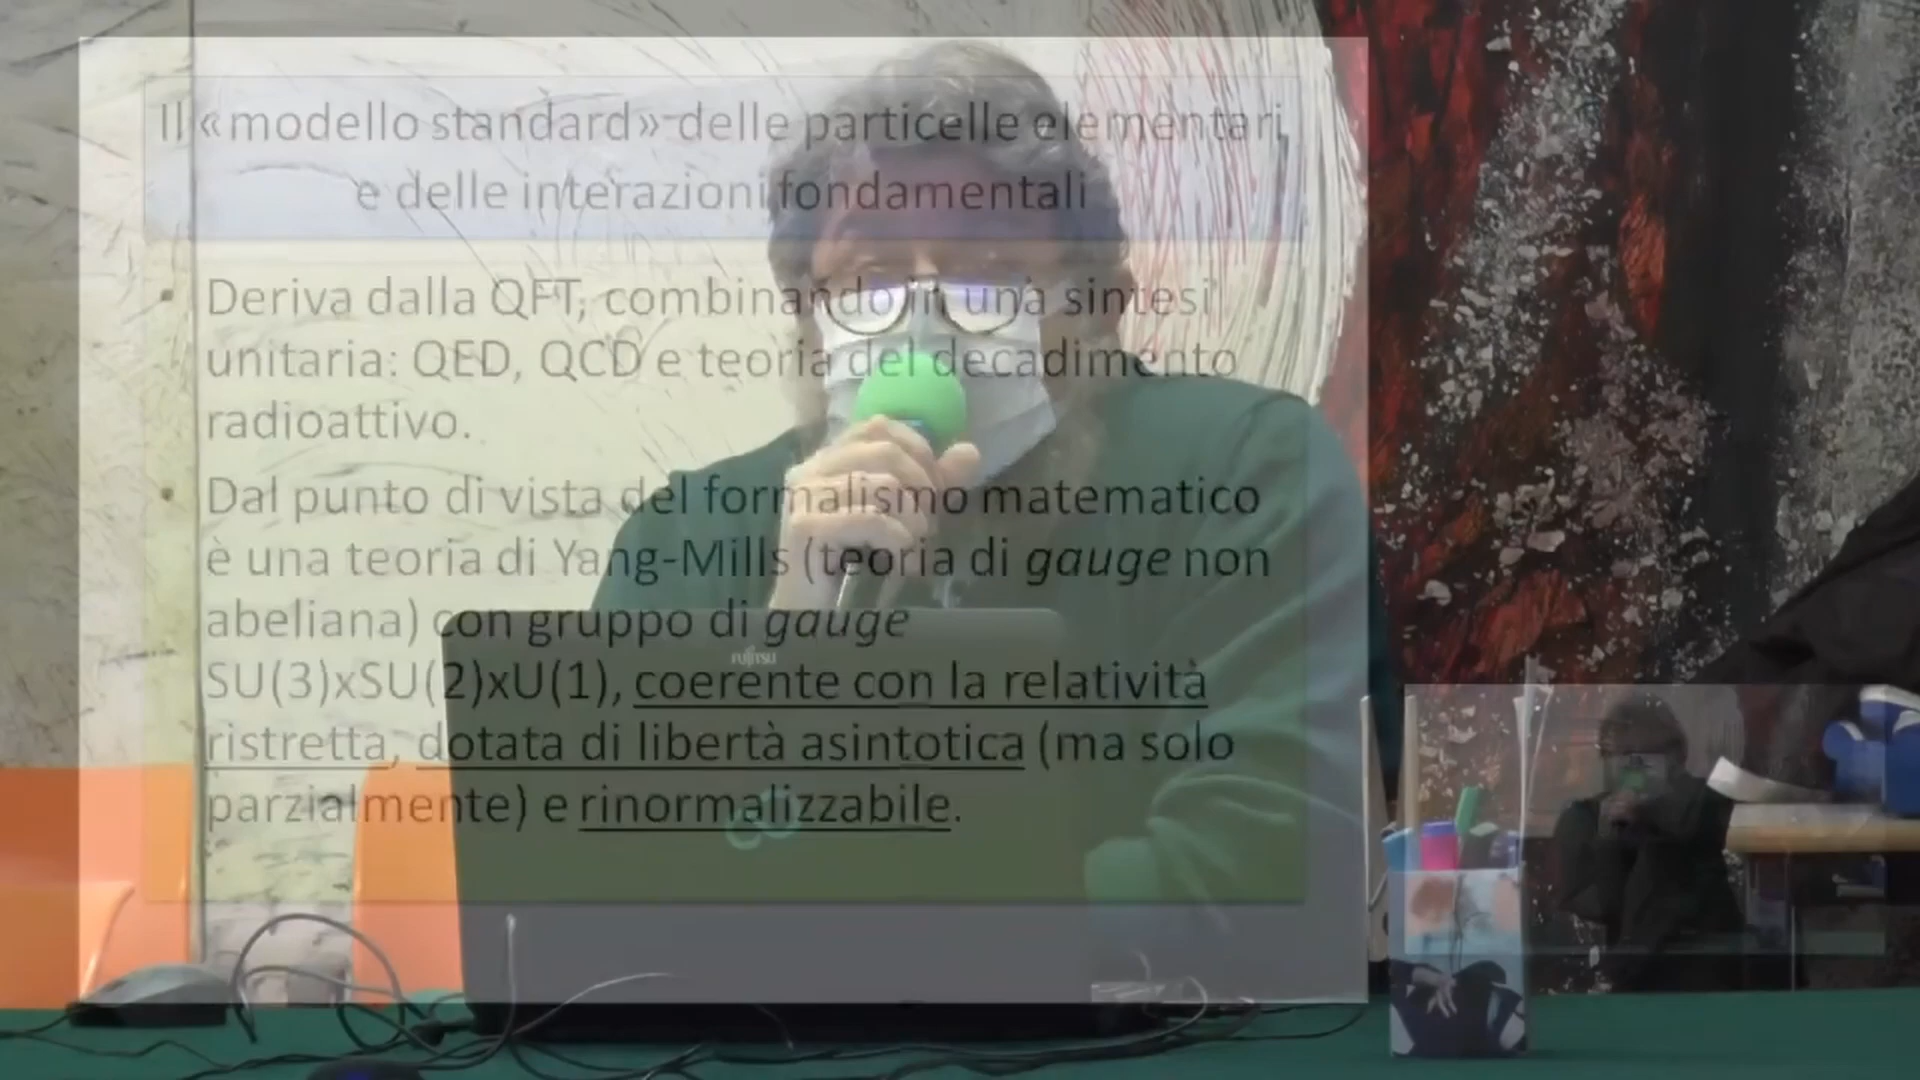 Il «modello standard» delle particelle elementari
e delle interazioni fondamentali
• Deriva dalla QFT, combinando in una sintesi
unitaria: QED, QCD e teoria del decadimento
radioattivo.
• Dal punto di vista del formalismo matematico
è una teoria di Yang-Mills (teoria di gauge non
abeliana) con gruppo di gauge
SU(3)xSU(2)xU(1), coerente con la relatività
ristretta, dotata di libertà asintotica (ma solo
parzialmente) e rinormalizzabile.
FUJITSU